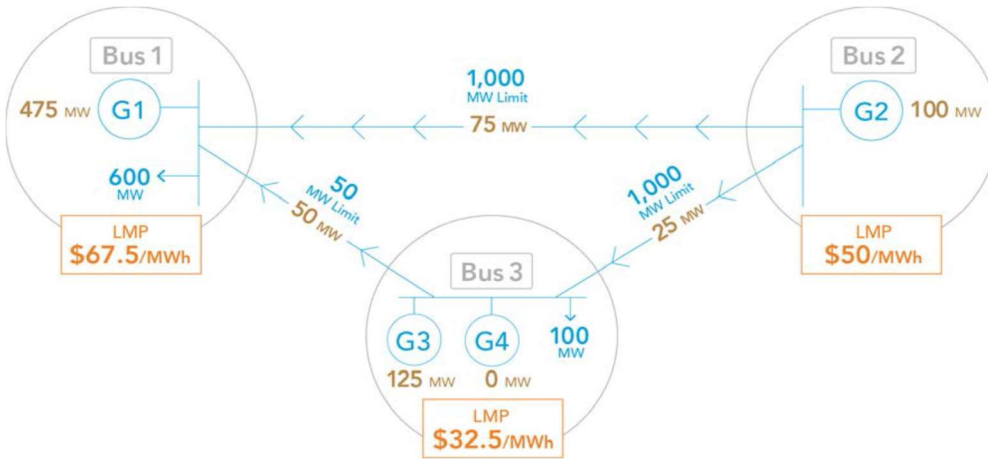 Bus 1
Bus 2
475 MW
G1
1,000
MW Limit
75 MW
G2
100 MW
600
MW
50
MW Limit
50 MW
1,000
MW Limit
25 MW
LMP
$67.5/MWh
LMP
$50/MWh
Bus 3
G3
G4
100
MW
125 MW
0 MW
LMP
$32.5/MWh